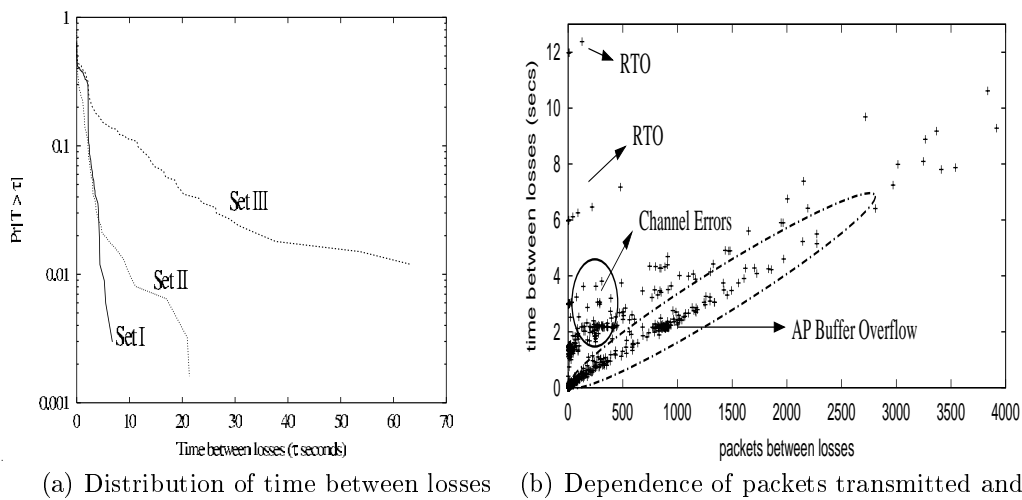 1
0.1
0.01
0.001
Pr[T > τ]
Set III
Set II
Set I
0 10 20 30 40 50 60 70
Time between losses (τ seconds)
(a) Distribution of time between losses
12
10
8
6
4
2
0
time between losses (secs)
RTO
RTO
Channel Errors
AP Buffer Overflow
0 500 1000 1500 2000 2500 3000 3500 4000
packets between losses
(b) Dependence of packets transmitted and